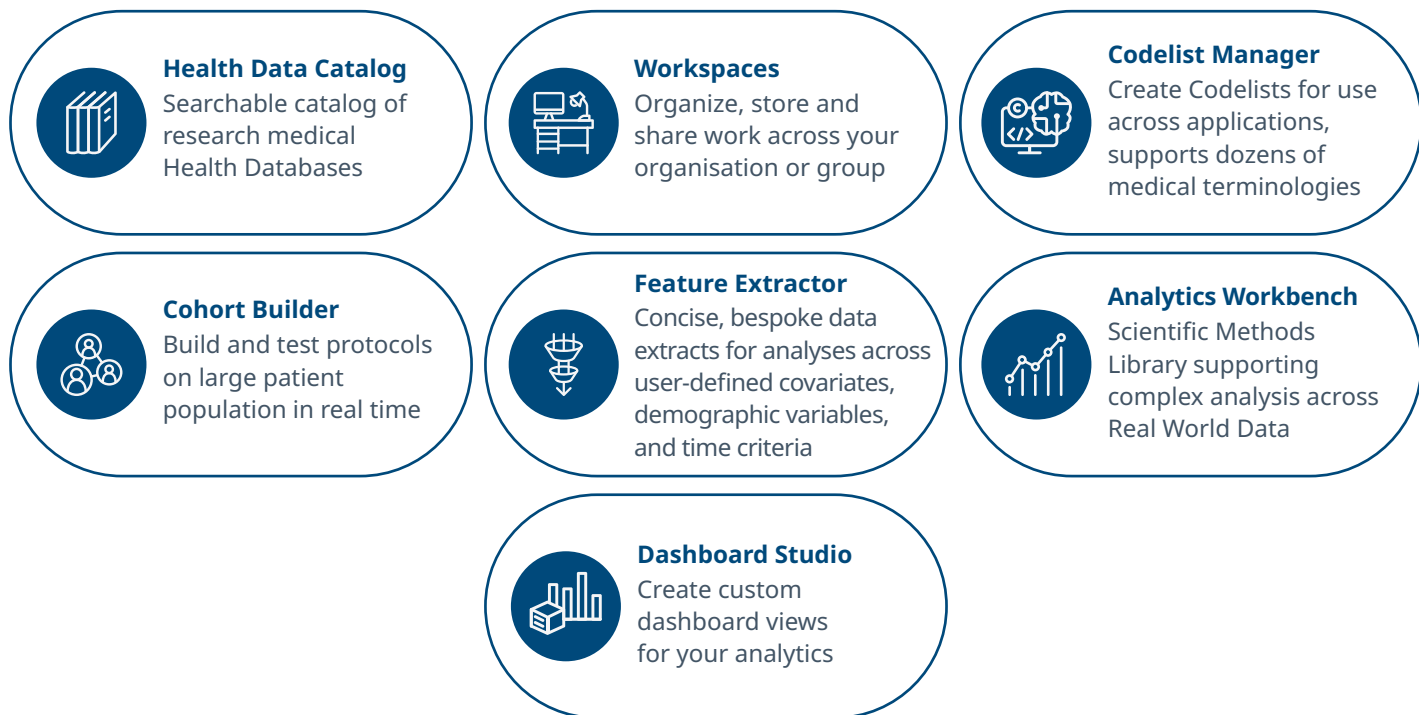 Health Data Catalog
Searchable catalog of
research medical
Health Databases
Workspaces
Organize, store and
share work across your
organisation or group
Codelist Manager
Create Codelists for use
across applications,
supports dozens of
medical terminologies
Cohort Builder
Build and test protocols
on large patient
population in real time
Feature Extractor
Concise, bespoke data
extracts for analyses across
user-defined covariates,
demographic variables,
and time criteria
Analytics Workbench
Scientific Methods
Library supporting
complex analysis across
Real World Data
Dashboard Studio
Create custom
dashboard views
for your analytics